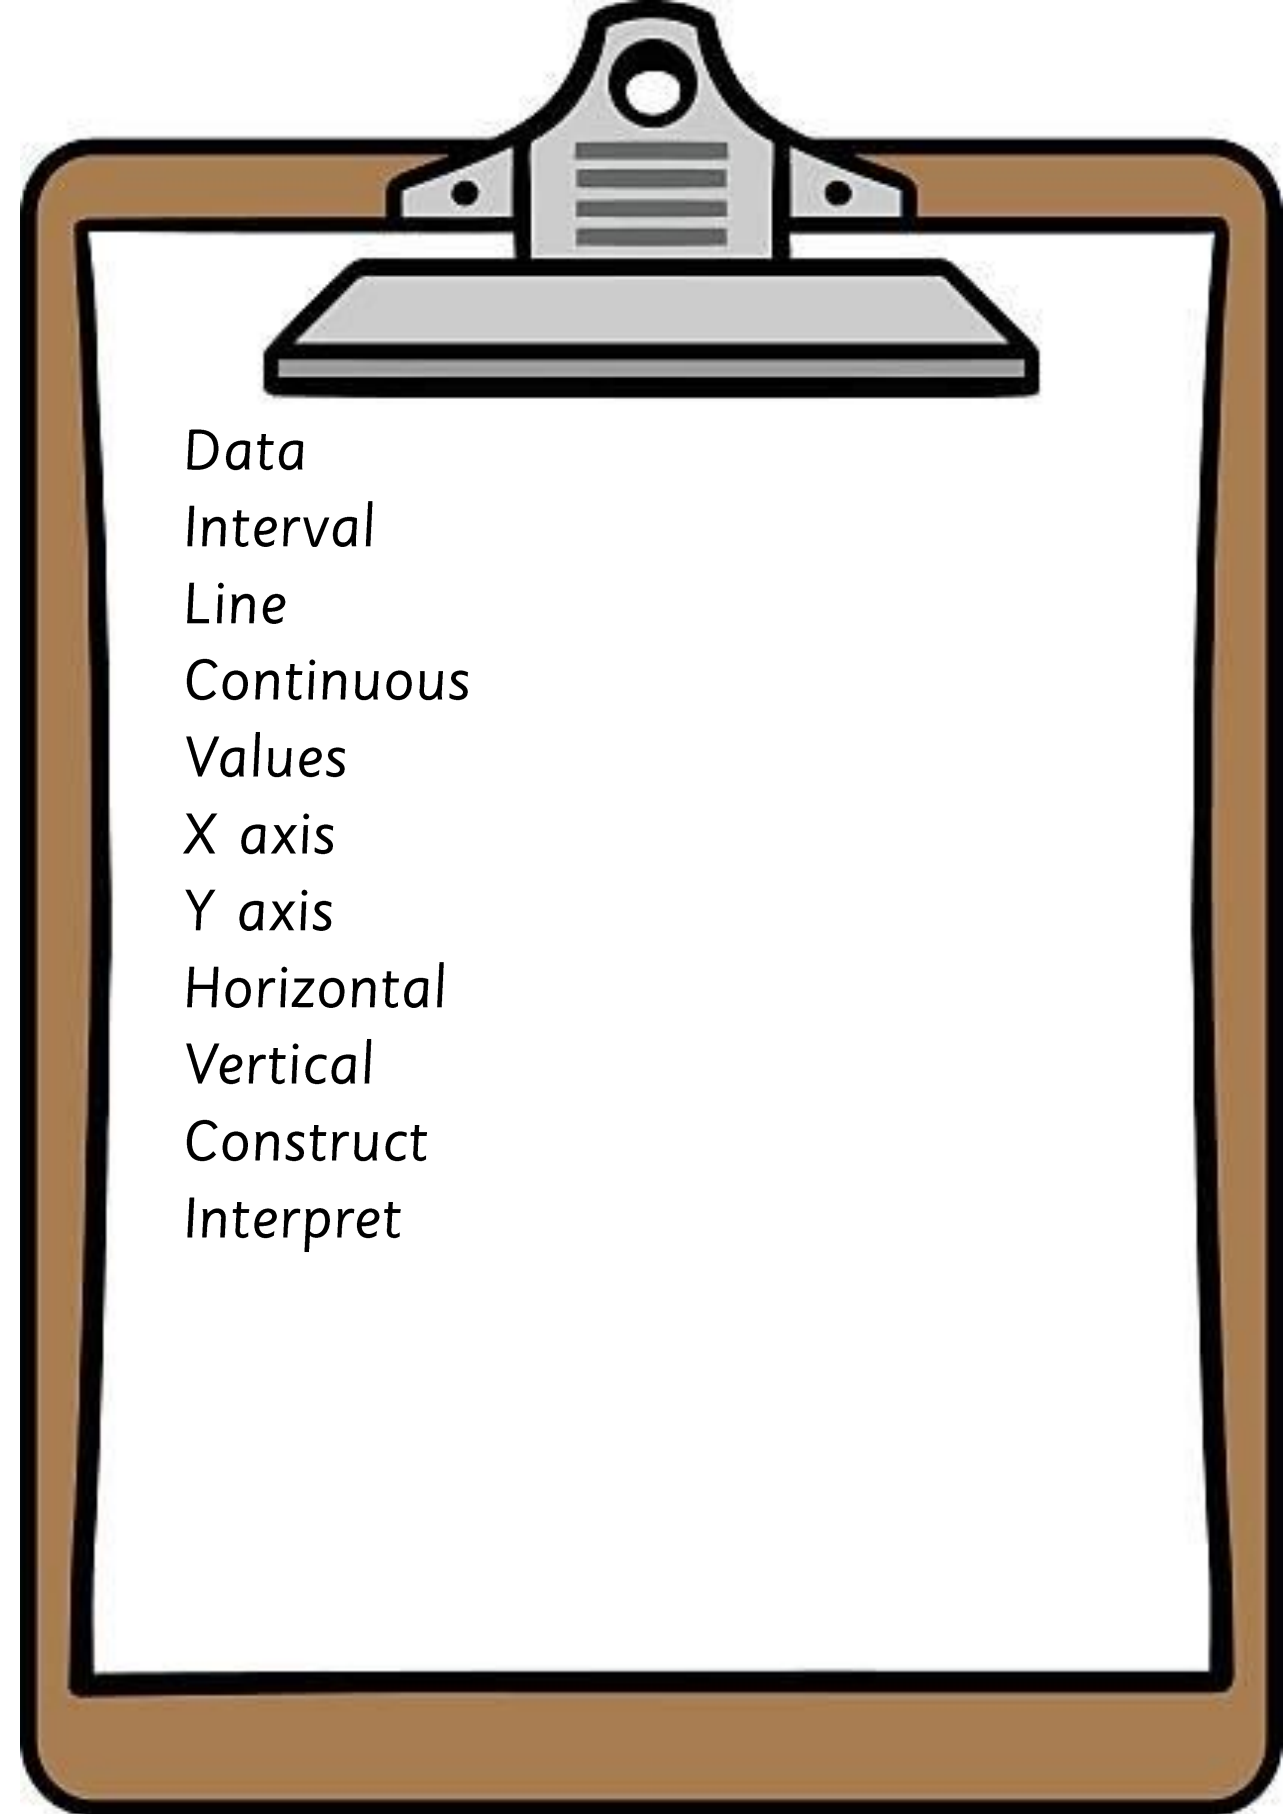 Data
Interval
Line
Continuous
Values
X axis
Y axis
Horizontal
Vertical
Construct
Interpret